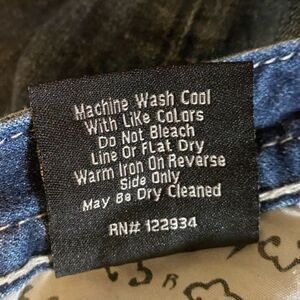 Machine Wash Cool
With Like Colors
Do Not Bleach
Line or Flat Dry
Warm Iron On Reverse
Side Only
May Be Dry Cleaned
RN# 122934